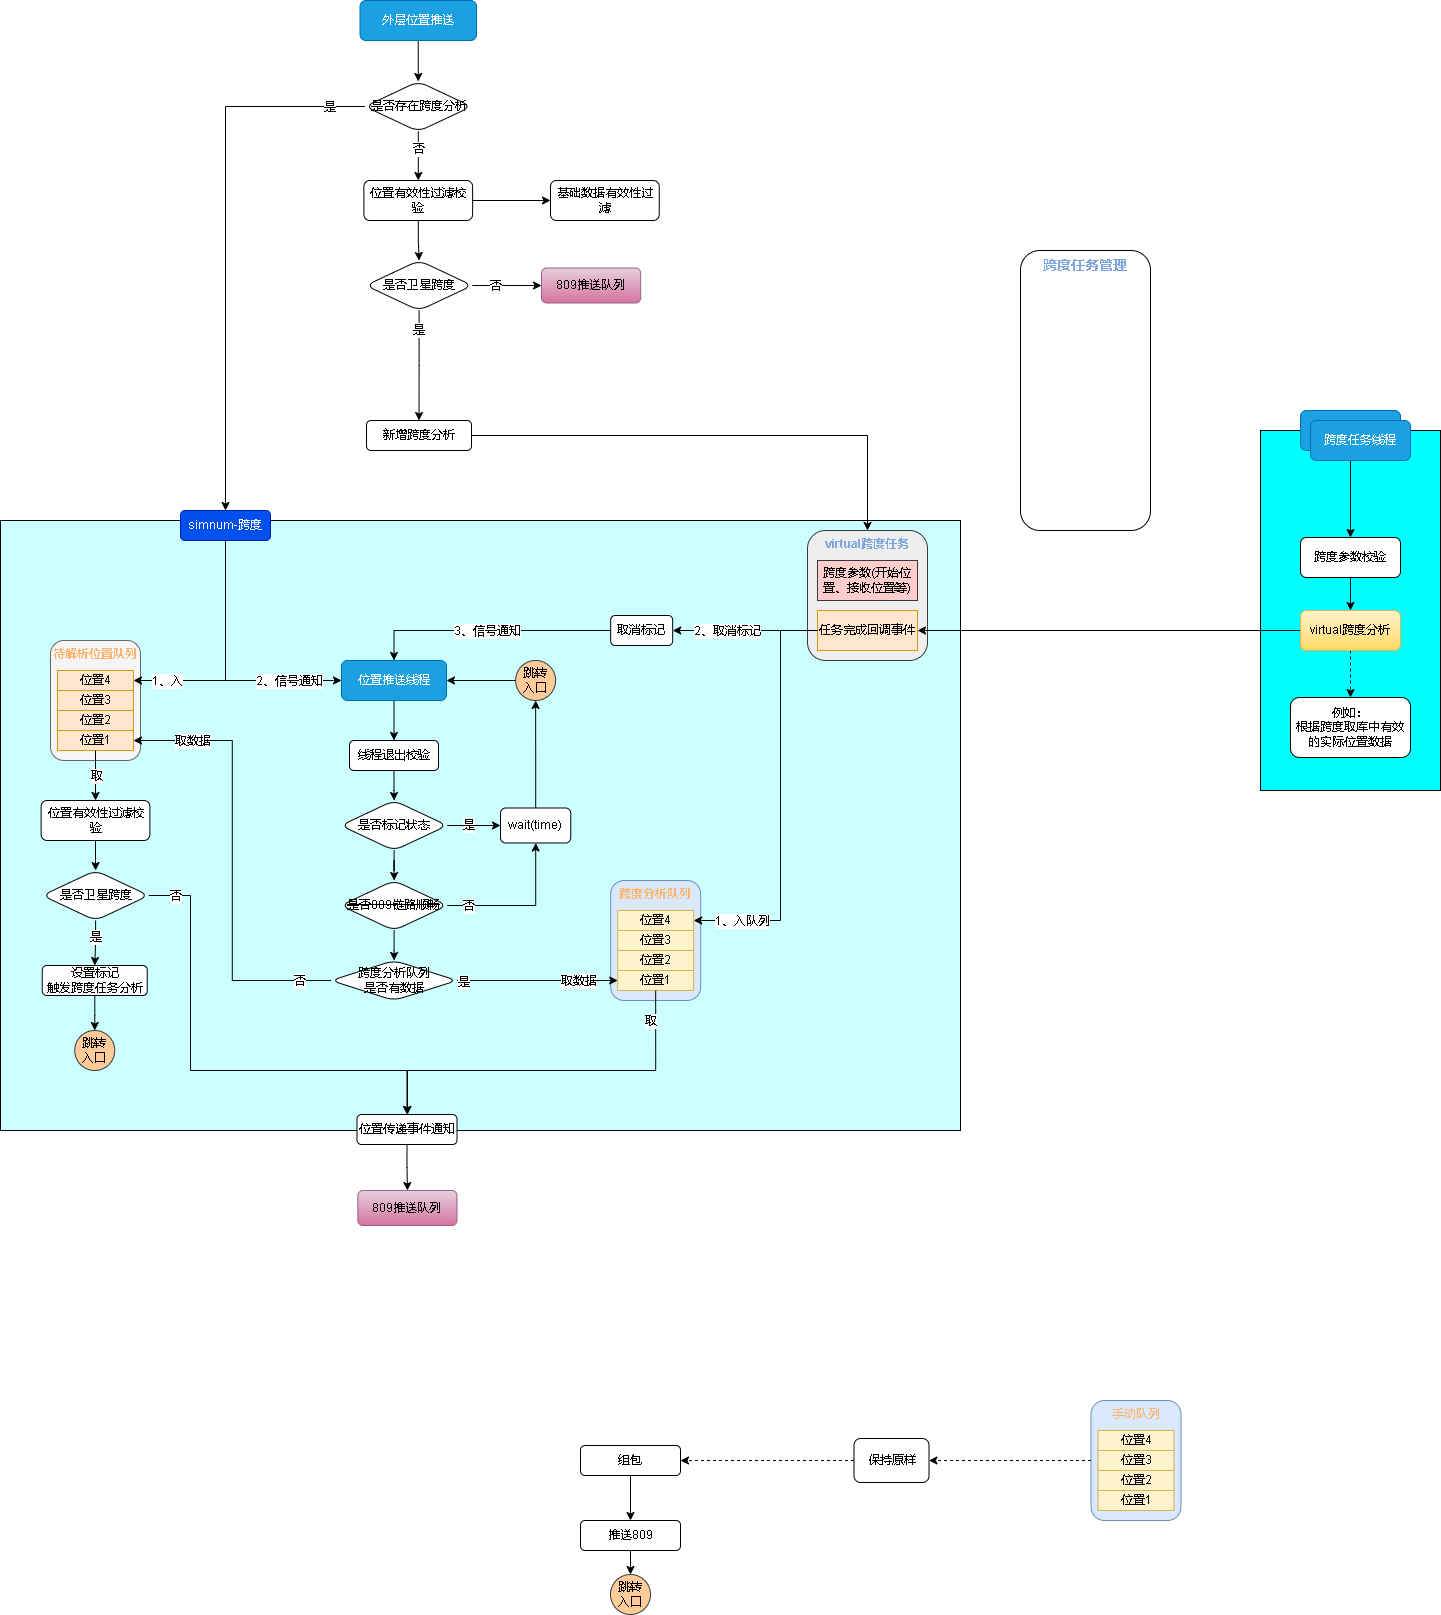 外层位置推送
是否存在跨度分析
是
否
位置有效性过滤校
验
基础数据有效性过
滤
是否卫星跨度
否
809推送队列
是
新增跨度分析
跨度任务管理
跨度任务线程
跨度参数校验
virtual跨度分析
例如：
根据跨度取库中有效
的实际位置数据
simnum-跨度
virtual跨度任务
跨度参数(开始位
置、接收位置等)
任务完成回调事件
2、取消标记
取消标记
3、信号通知
待解析位置队列
位置4
位置3
位置2
位置1
1、入
2、信号通知
位置推送线程
跳转
入口
取数据
线程退出校验
取
位置有效性过滤校
验
是否标记状态
是
wait(time)
是否卫星跨度
否
是否809链路顺畅
否
跨度分析队列
位置4
位置3
位置2
位置1
1、入队列
是
设置标记
触发跨度任务分析
跨度分析队列
是否有数据
否
是
取数据
取
跳转
入口
位置传递事件通知
809推送队列
手动队列
位置4
位置3
位置2
位置1
保持原样
组包
推送809
跳转
入口